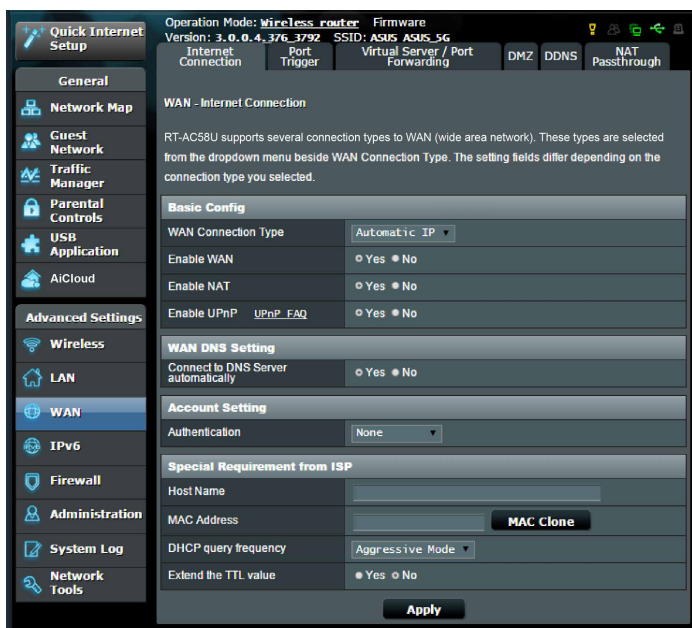 Quick Internet
Setup
Operation Mode: Wireless router Firmware
Version: 3.0.0.4.376_3792 SSID: ASUS ASUS_5G
Internet
Connection
Port
Trigger
Virtual Server / Port
Forwarding
DMZ
DDNS
NAT
Passthrough
General
Network Map
Guest
Network
Traffic
Manager
Parental
Controls
USB
Application
AiCloud
Advanced Settings
Wireless
LAN
WAN
IPv6
Firewall
Administration
System Log
Network
Tools
WAN - Internet Connection
RT-AC58U supports several connection types to WAN (wide area network). These types are selected
from the dropdown menu beside WAN Connection Type. The setting fields differ depending on the
connection type you selected.
Basic Config
WAN Connection Type Automatic IP
Enable WAN Yes No
Enable NAT Yes No
Enable UPnP UPnP FAQ Yes No
WAN DNS Setting
Connect to DNS Server
automatically
Yes No
Account Setting
Authentication None
Special Requirement from ISP
Host Name
MAC Address MAC Clone
DHCP query frequency Aggressive Mode
Extend the TTL value Yes No
Apply